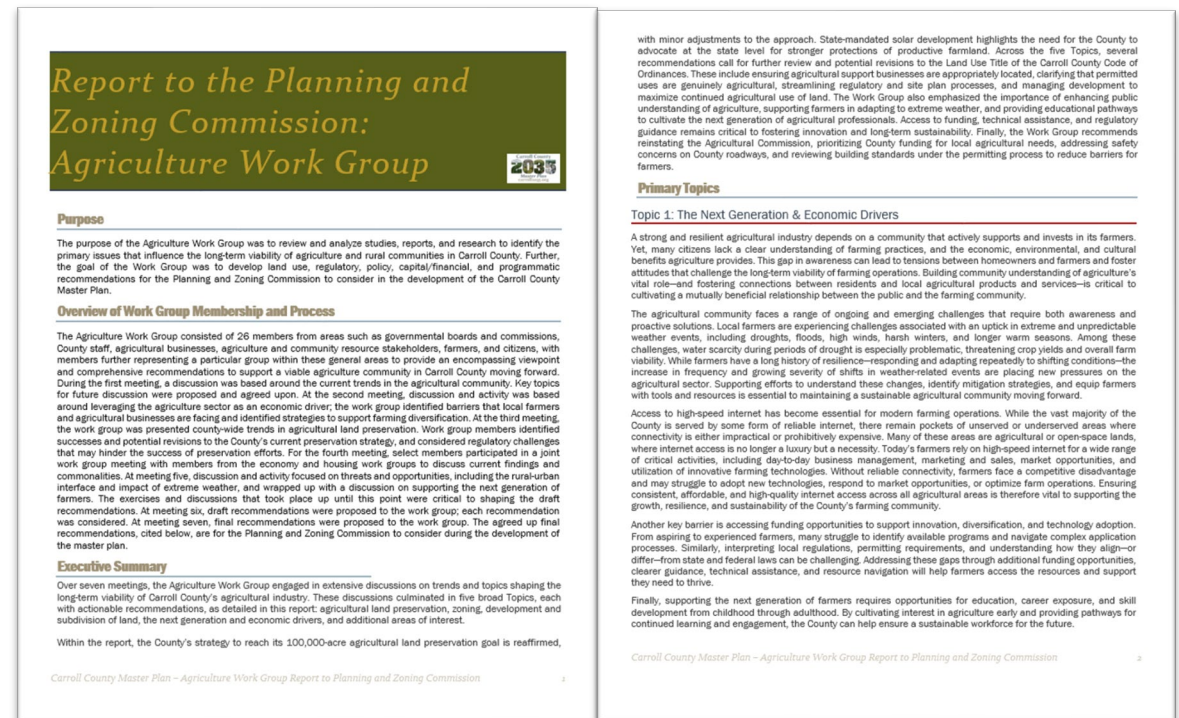 Report to the Planning and
Zoning Commission:
Agriculture Work Group
Carroll County
2035
Master Plan
Purpose
The purpose of the Agriculture Work Group was to review and analyze studies, reports, and research to identify the
primary issues that influence the long-term viability of agriculture and rural communities in Carroll County. Further,
the goal of the Work Group was to develop land use, regulatory, policy, capital/financial, and programmatic
recommendations for the Planning and Zoning Commission to consider in the development of the Carroll County
Master Plan.
Overview of Work Group Membership and Process
The Agriculture Work Group consisted of 26 members from areas such as governmental boards and commissions,
County staff, agricultural businesses, agriculture and community resource stakeholders, farmers, and citizens, with
members further representing a particular group within these general areas to provide an encompassing viewpoint
and comprehensive recommendations to support a viable agriculture community in Carroll County moving forward.
During the first meeting, a discussion was based around the current trends in the agricultural community. Key topics
for future discussion were proposed and agreed upon. At the second meeting, discussion and activity was based
around leveraging the agriculture sector as an economic driver; the work group identified barriers that local farmers
and agricultural businesses are facing and identified strategies to support farming diversification. At the third meeting,
the work group was presented county-wide trends in agricultural land preservation. Work group members identified
successes and potential revisions to the County's current preservation strategy, and considered regulatory challenges
that may hinder the success of preservation efforts. For the fourth meeting, select members participated in a joint
work group meeting with members from the economy and housing work groups to discuss current findings and
commonalities. At meeting five, discussion and activity focused on threats and opportunities, including the rural-urban
interface and impact of extreme weather, and wrapped up with a discussion on supporting the next generation of
farmers. The exercises and discussions that took place up until this point were critical to shaping the draft
recommendations. At meeting six, draft recommendations were proposed to the work group; each recommendation
was considered. At meeting seven, final recommendations were proposed to the work group. The agreed up final
recommendations, cited below, are for the Planning and Zoning Commission to consider during the development of
the master plan.
Executive Summary
Over seven meetings, the Agriculture Work Group engaged in extensive discussions on trends and topics shaping the
long-term viability of Carroll County's agricultural industry. These discussions culminated in five broad Topics, each
with actionable recommendations, as detailed in this report: agricultural land preservation, zoning, development and
subdivision of land, the next generation and economic drivers, and additional areas of interest.
Within the report, the County's strategy to reach its 100,000-acre agricultural land preservation goal is reaffirmed,
Carroll County Master Plan – Agriculture Work Group Report to Planning and Zoning Commission 1
with minor adjustments to the approach. State-mandated solar development highlights the need for the County to
advocate at the state level for stronger protections of productive farmland. Across the five Topics, several
recommendations call for further review and potential revisions to the Land Use Title of the Carroll County Code of
Ordinances. These include ensuring agricultural support businesses are appropriately located, clarifying that permitted
uses are genuinely agricultural, streamlining regulatory and site plan processes, and managing development to
maximize continued agricultural use of land. The Work Group also emphasized the importance of enhancing public
understanding of agriculture, supporting farmers in adapting to extreme weather, and providing educational pathways
to cultivate the next generation of agricultural professionals. Access to funding, technical assistance, and regulatory
guidance remains critical to fostering innovation and long-term sustainability. Finally, the Work Group recommends
reinstating the Agricultural Commission, prioritizing County funding for local agricultural needs, addressing safety
concerns on County roadways, and reviewing building standards under the permitting process to reduce barriers for
farmers.
Primary Topics
Topic 1: The Next Generation & Economic Drivers
A strong and resilient agricultural industry depends on a community that actively supports and invests in its farmers.
Yet, many citizens lack a clear understanding of farming practices, and the economic, environmental, and cultural
benefits agriculture provides. This gap in awareness can lead to tensions between homeowners and farmers and foster
attitudes that challenge the long-term viability of farming operations. Building community understanding of agriculture's
vital role—and fostering connections between residents and local agricultural products and services—is critical to
cultivating a mutually beneficial relationship between the public and the farming community.
The agricultural community faces a range of ongoing and emerging challenges that require both awareness and
proactive solutions. Local farmers are experiencing challenges associated with an uptick in extreme and unpredictable
weather events, including droughts, floods, high winds, harsh winters, and longer warm seasons. Among these
challenges, water scarcity during periods of drought is especially problematic, threatening crop yields and overall farm
viability. While farmers have a long history of resilience—responding and adapting repeatedly to shifting conditions—the
increase in frequency and growing severity of shifts in weather-related events are placing new pressures on the
agricultural sector. Supporting efforts to understand these changes, identify mitigation strategies, and equip farmers
with tools and resources is essential to maintaining a sustainable agricultural community moving forward.
Access to high-speed internet has become essential for modern farming operations. While the vast majority of the
County is served by some form of reliable internet, there remain pockets of unserved or underserved areas where
connectivity is either impractical or prohibitively expensive. Many of these areas are agricultural or open-space lands,
where internet access is no longer a luxury but a necessity. Today's farmers rely on high-speed internet for a wide range
of critical activities, including day-to-day business management, marketing and sales, market opportunities, and
utilization of innovative farming technologies. Without reliable connectivity, farmers face a competitive disadvantage
and may struggle to adopt new technologies, respond to market opportunities, or optimize farm operations. Ensuring
consistent, affordable, and high-quality internet access across all agricultural areas is therefore vital to supporting the
growth, resilience, and sustainability of the County's farming community.
Another key barrier is accessing funding opportunities to support innovation, diversification, and technology adoption.
From aspiring to experienced farmers, many struggle to identify available programs and navigate complex application
processes. Similarly, interpreting local regulations, permitting requirements, and understanding how they align—or
differ—from state and federal laws can be challenging. Addressing these gaps through additional funding opportunities,
clearer guidance, technical assistance, and resource navigation will help farmers access the resources and support
they need to thrive.
Finally, supporting the next generation of farmers requires opportunities for education, career exposure, and skill
development from childhood through adulthood. By cultivating interest in agriculture early and providing pathways for
continued learning and engagement, the County can help ensure a sustainable workforce for the future.
Carroll County Master Plan – Agriculture Work Group Report to Planning and Zoning Commission 2